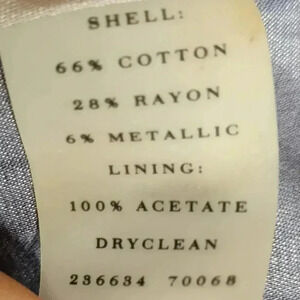 SHELL:
66% COTTON
28% RAYON
6% METALLIC
LINING:
100% ACETATE
DRYCLEAN
236634 70068